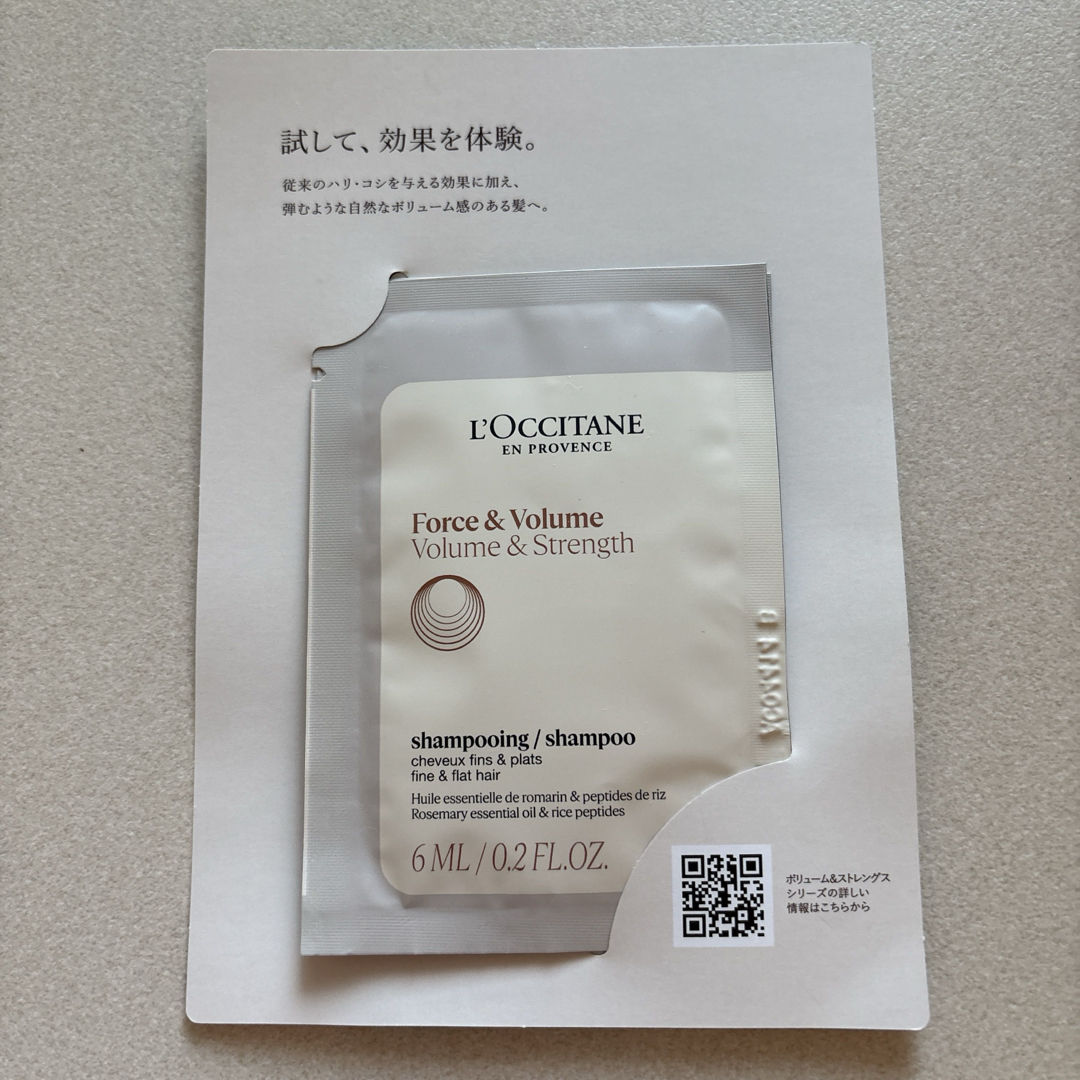 試して、効果を体験。
従来のハリ・コシを与える効果に加え、
弾むような自然なボリューム感のある髪へ。
L'OCCITANE
EN PROVENCE
Force & Volume
Volume & Strength
shampooing / shampoo
cheveux fins & plats
fine & flat hair
Huile essentielle de romarin & peptides de riz
Rosemary essential oil & rice peptides
6 ML / 0.2 FL.OZ.
ボリューム&ストレングス
シリーズの詳しい
情報はこちらから